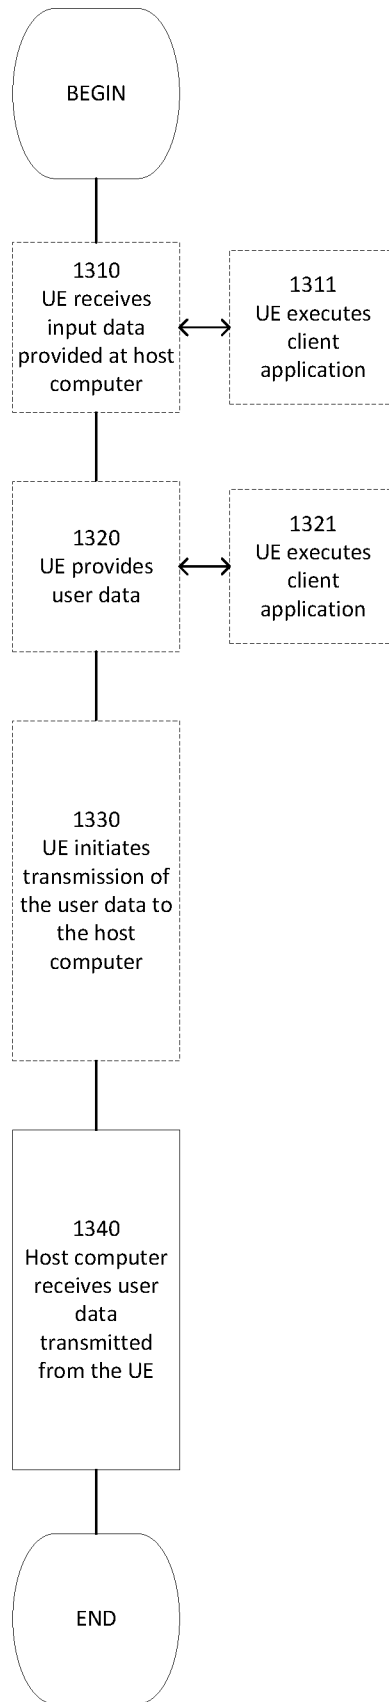 BEGIN
1310
UE receives
input data
provided at host
computer
1311
UE executes
client
application
1320
UE provides
user data
1321
UE executes
client
application
1330
UE initiates
transmission of
the user data to
the host
computer
1340
Host computer
receives user
data
transmitted
from the UE
END